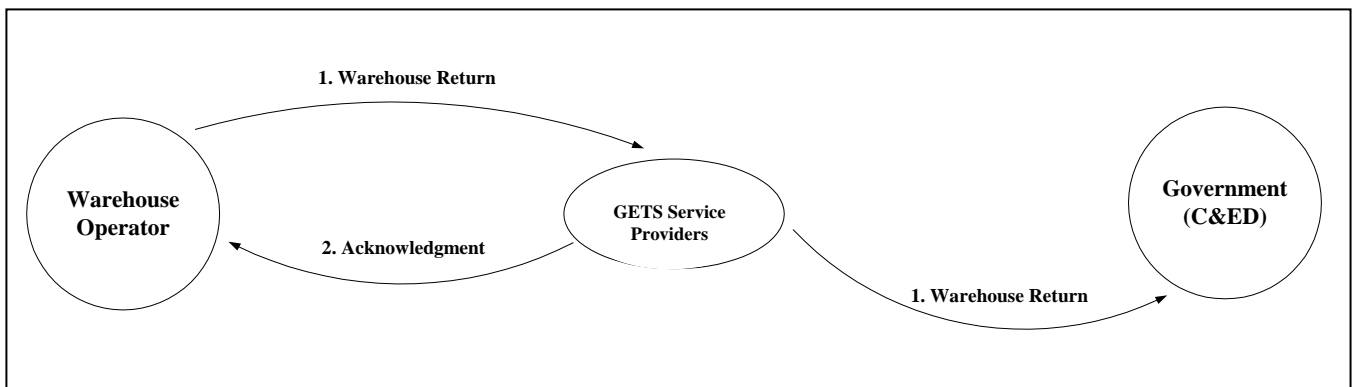 1. Warehouse Return
Warehouse
Operator
GETS Service
Providers
Government
(C&ED)
2. Acknowledgment
1. Warehouse Return